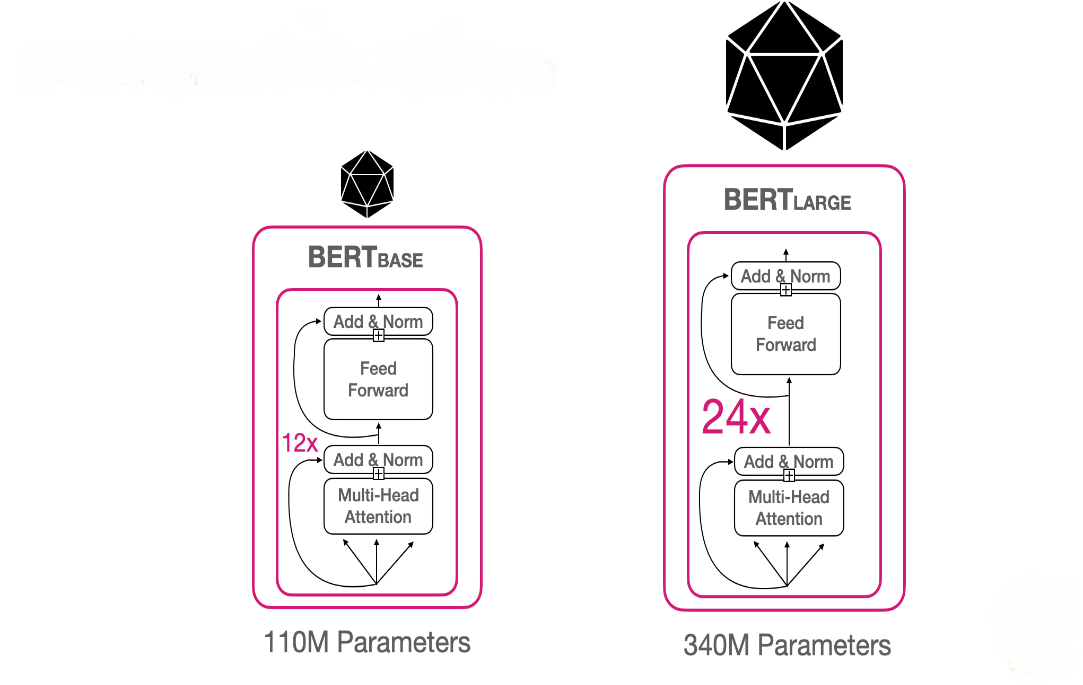 BERTBASE
Add & Norm
Feed
Forward
12x
Add & Norm
Multi-Head
Attention
110M Parameters
BERTLARGE
Add & Norm
Feed
Forward
24x
Add & Norm
Multi-Head
Attention
340M Parameters